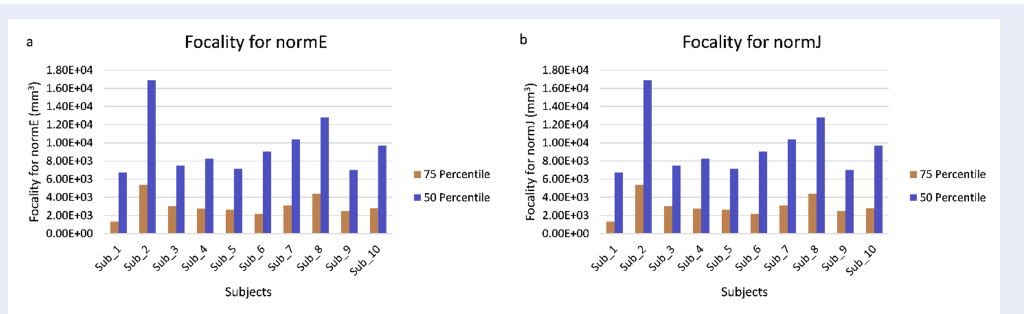 a
Focality for normE
Focality for normE (mm³)
1.80E+04
1.60E+04
1.40E+04
1.20E+04
1.00E+04
8.00E+03
6.00E+03
4.00E+03
2.00E+03
0.00E+00
Sub_1
Sub_2
Sub_3
Sub_4
Sub_5
Sub_6
Sub_7
Sub_8
Sub_9
Sub_10
Subjects
75 Percentile
50 Percentile
b
Focality for normJ
Focality for normJ (mm³)
1.80E+04
1.60E+04
1.40E+04
1.20E+04
1.00E+04
8.00E+03
6.00E+03
4.00E+03
2.00E+03
0.00E+00
Sub_1
Sub_2
Sub_3
Sub_4
Sub_5
Sub_6
Sub_7
Sub_8
Sub_9
Sub_10
Subjects
75 Percentile
50 Percentile